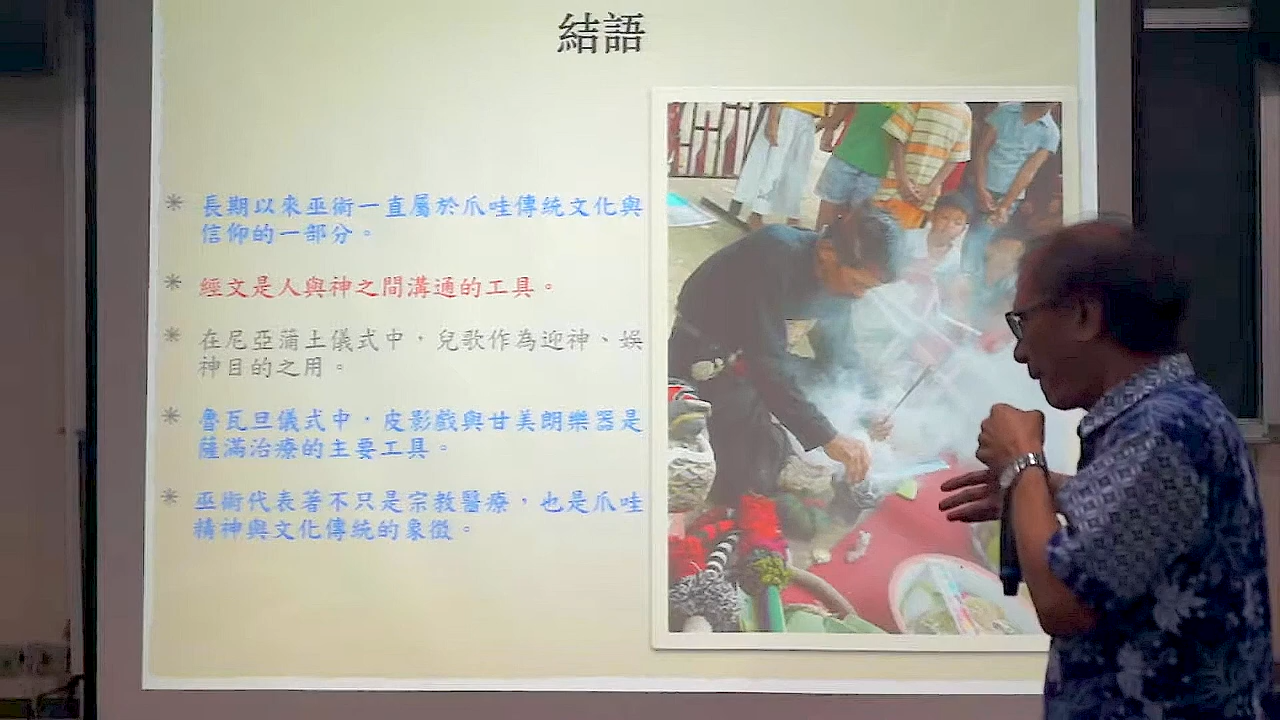 結語
長期以來巫術一直屬於爪哇傳統文化與
信仰的一部分。
經文是人與神之間溝通的工具。
在尼亞蒲土儀式中，兒歌作為迎神、娛
神目的之用。
魯瓦旦儀式中，皮影戲與甘美朗樂器是
薩滿治療的主要工具。
巫術代表著不只是宗教醫療，也是爪哇
精神與文化傳統的象徵。